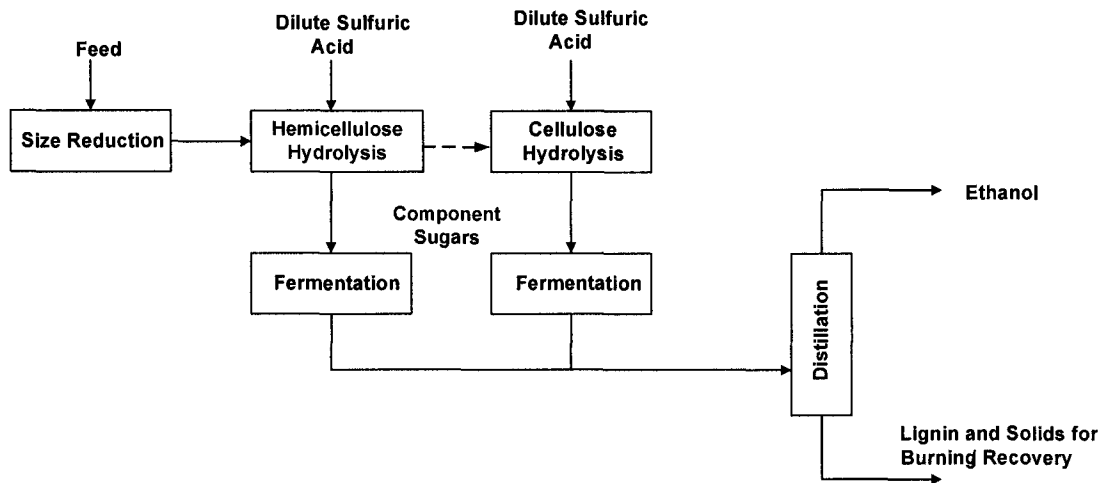 Dilute Sulfuric
Acid
Dilute Sulfuric
Acid
Feed
Size Reduction
Hemicellulose
Hydrolysis
Cellulose
Hydrolysis
Component
Sugars
Fermentation
Fermentation
Distillation
Ethanol
Lignin and Solids for
Burning Recovery